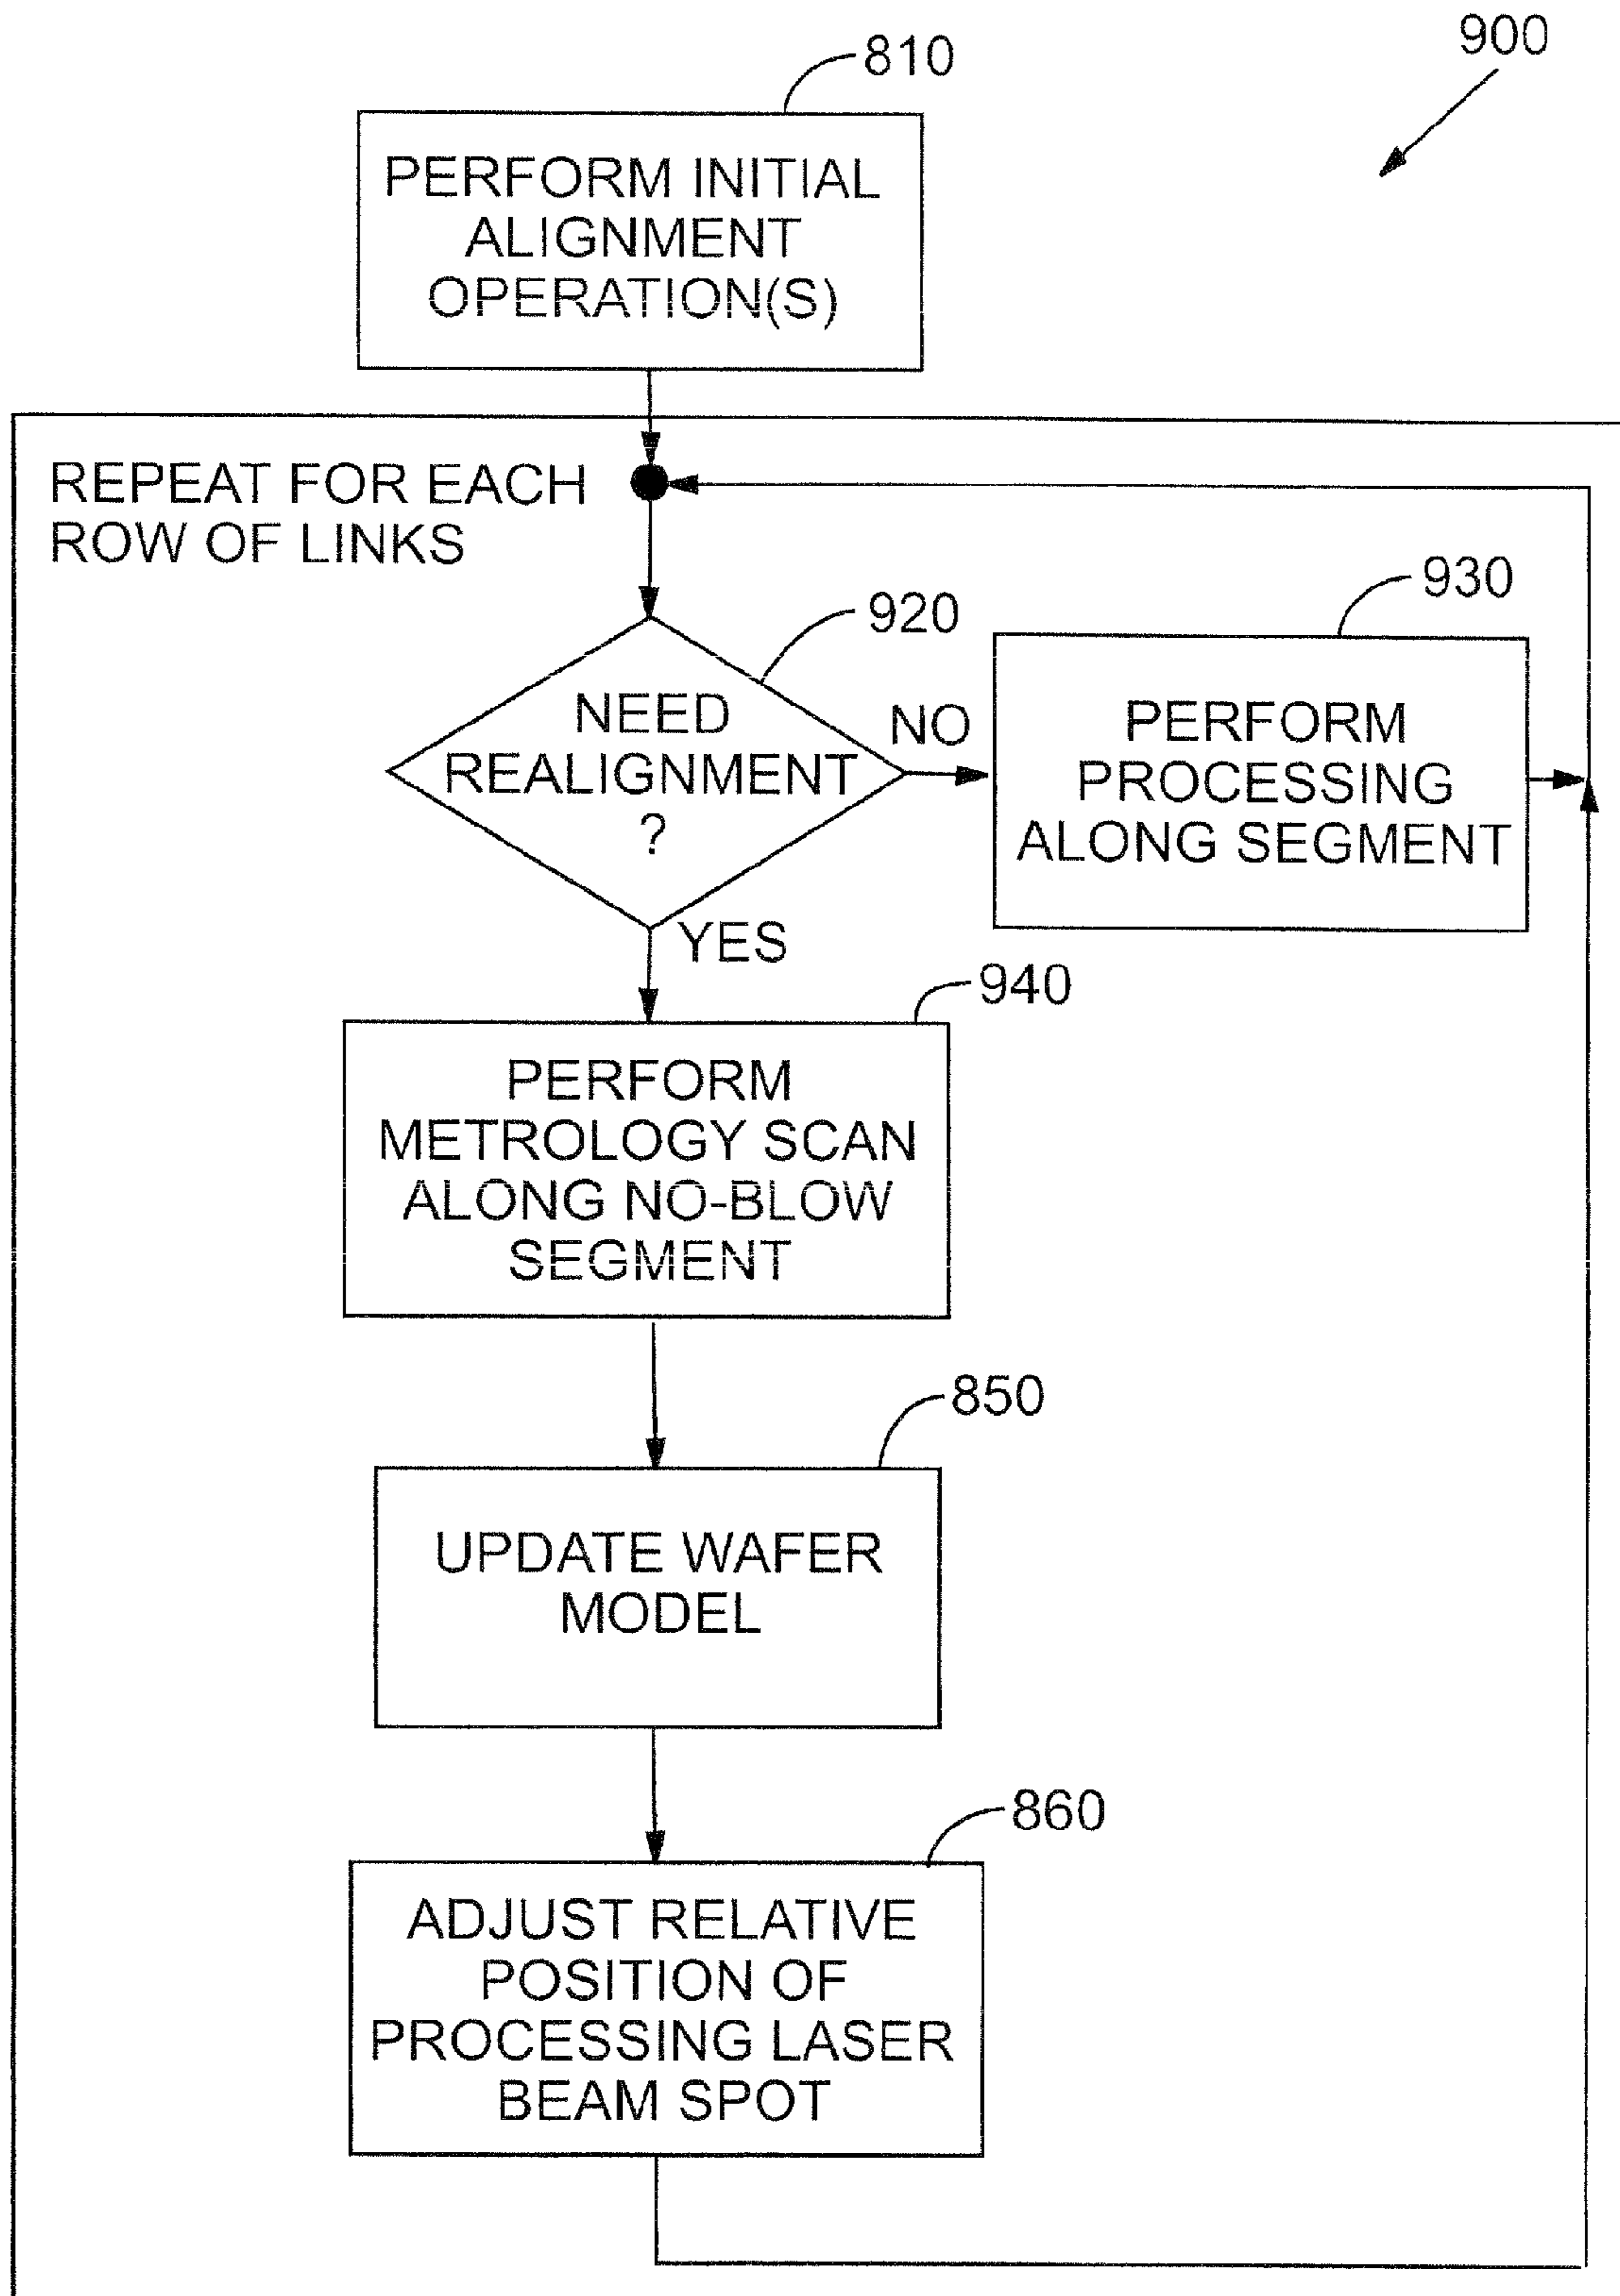 900
810
PERFORM INITIAL
ALIGNMENT
OPERATION(S)
REPEAT FOR EACH
ROW OF LINKS
920
930
NEED
REALIGNMENT
?
NO
PERFORM
PROCESSING
ALONG SEGMENT
YES
940
PERFORM
METROLOGY SCAN
ALONG NO-BLOW
SEGMENT
850
UPDATE WAFER
MODEL
860
ADJUST RELATIVE
POSITION OF
PROCESSING LASER
BEAM SPOT